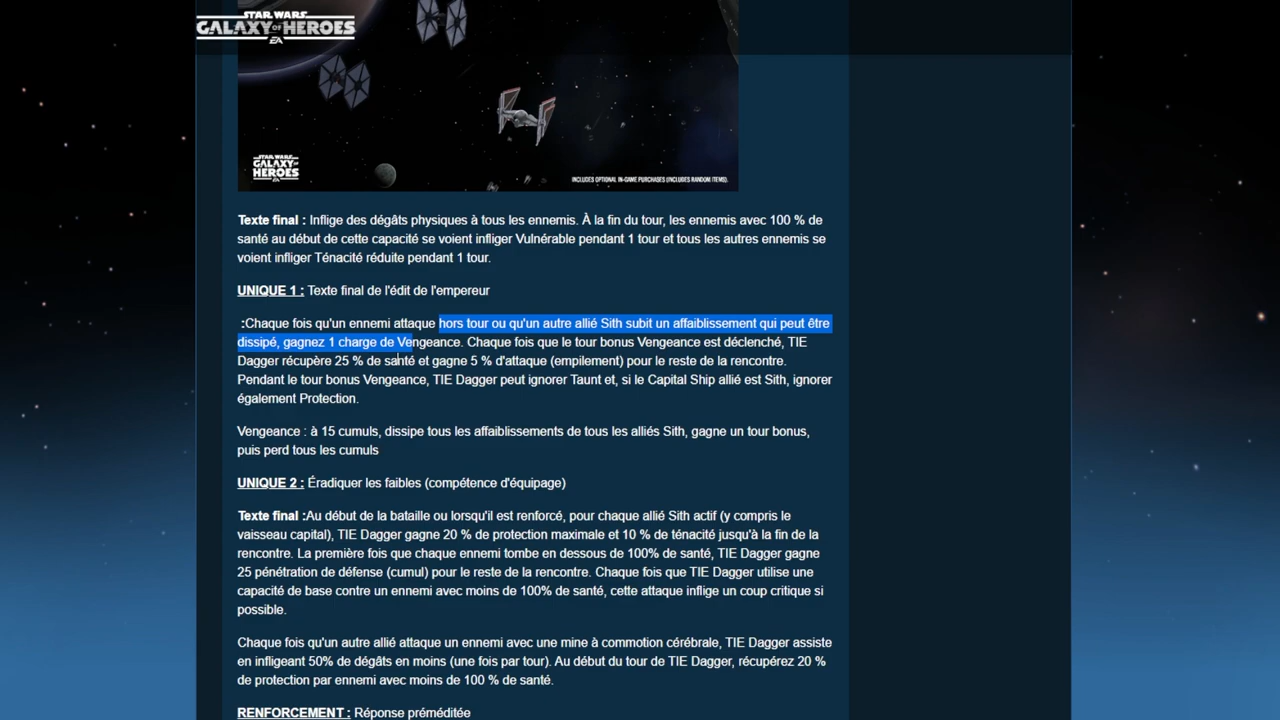 STAR WARS
GALAXY OF HEROES
EA
STAR WARS
GALAXY OF HEROES
EA
INCLUDES OPTIONAL IN-GAME PURCHASES (INCLUDES RANDOM ITEMS).
Texte final : Inflige des dégâts physiques à tous les ennemis. À la fin du tour, les ennemis avec 100 % de
santé au début de cette capacité se voient infliger Vulnérable pendant 1 tour et tous les autres ennemis se
voient infliger Ténacité réduite pendant 1 tour.
UNIQUE 1 : Texte final de l'édit de l'empereur
:Chaque fois qu'un ennemi attaque hors tour ou qu'un autre allié Sith subit un affaiblissement qui peut être
dissipé, gagnez 1 charge de Vengeance. Chaque fois que le tour bonus Vengeance est déclenché, TIE
Dagger récupère 25 % de santé et gagne 5 % d'attaque (empilement) pour le reste de la rencontre.
Pendant le tour bonus Vengeance, TIE Dagger peut ignorer Taunt et, si le Capital Ship allié est Sith, ignorer
également Protection.
Vengeance : à 15 cumuls, dissipe tous les affaiblissements de tous les alliés Sith, gagne un tour bonus,
puis perd tous les cumuls
UNIQUE 2 : Éradiquer les faibles (compétence d'équipage)
Texte final :Au début de la bataille ou lorsqu'il est renforcé, pour chaque allié Sith actif (y compris le
vaisseau capital), TIE Dagger gagne 20 % de protection maximale et 10 % de ténacité jusqu'à la fin de la
rencontre. La première fois que chaque ennemi tombe en dessous de 100% de santé, TIE Dagger gagne
25 pénétration de défense (cumul) pour le reste de la rencontre. Chaque fois que TIE Dagger utilise une
capacité de base contre un ennemi avec moins de 100% de santé, cette attaque inflige un coup critique si
possible.
Chaque fois qu'un autre allié attaque un ennemi avec une mine à commotion cérébrale, TIE Dagger assiste
en infligeant 50% de dégâts en moins (une fois par tour). Au début du tour de TIE Dagger, récupérez 20 %
de protection par ennemi avec moins de 100 % de santé.
RENFORCEMENT : Réponse préméditée